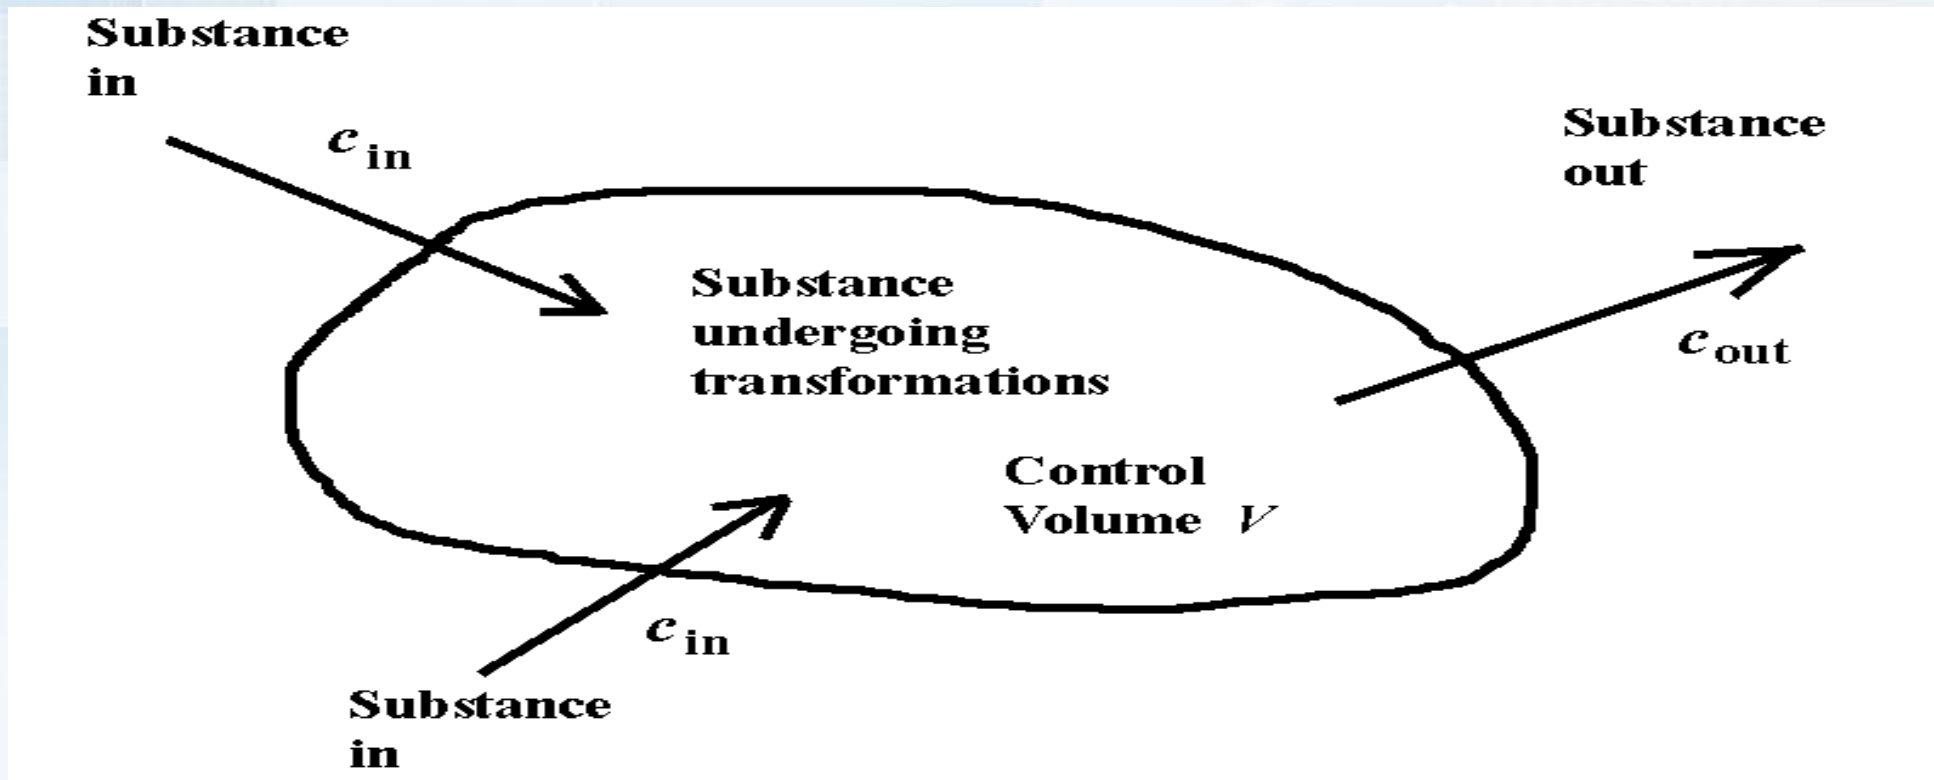 Substance
in
c in
Substance
out
Substance
undergoing
transformations
c out
Control
Volume V
c in
Substance
in